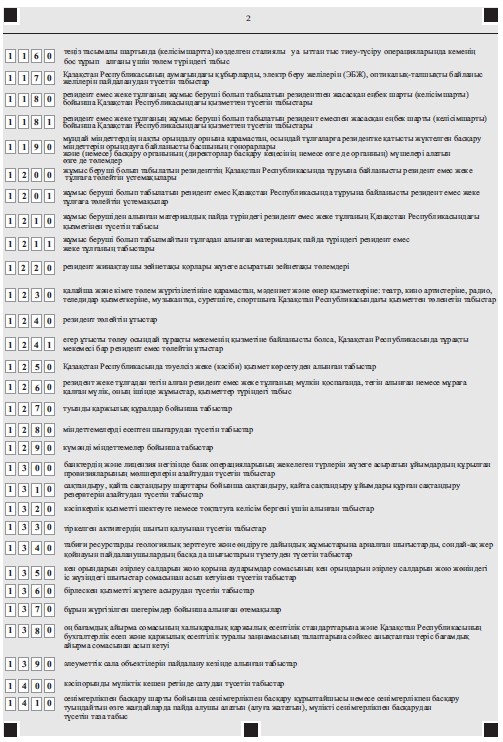 2
1 1 6 0 теңіз тасымалы шартында (келісімшартта) көзделген сталиялық уақыттан тыс тиеу-түсіру операцияларында кеменің
бос тұрып қалғаны үшін төлем түріндегі табыс
1 1 7 0 Қазақстан Республикасының аумағындағы құбырларды, электр беру желілерін (ЭБЖ), оптикалық-талшықты байланыс
желілерін пайдаланудан түсетін табыстар
1 1 8 0 резидент емес жеке тұлғаның жұмыс беруші болып табылатын резидентпен жасасқан еңбек шарты (келісімшарты)
бойынша Қазақстан Республикасындағы қызметтен түсетін табыстары
1 1 8 1 резидент емес жеке тұлғаның жұмыс беруші болып табылатын резидент емеспен жасасқан еңбек шарты (келісімшарты)
бойынша Қазақстан Республикасындағы қызметтен түсетін табыстары
1 1 9 0 мұндай міндеттердің нақты орындалу орнына қарамастан, осындай тұлғаларға резидентке қатысты жүктелген басқару
міндеттерін орындауға байланысты басшының гонорарлары
және (немесе) басқару органының (директорлар басқару кеңесінің немесе өзге де органның) мүшелері алатын
өзге де төлемдер
1 2 0 0 жұмыс беруші болып табылатын резиденттің Қазақстан Республикасында тұруына байланысты резидент емес жеке
тұлғаға төлейтін үстемақылары
1 2 0 1 жұмыс беруші болып табылатын резидент емес Қазақстан Республикасында тұруына байланысты резидент емес жеке
тұлғаға төлейтін үстемақылар
1 2 1 0 жұмыс берушіден алынған материалдық пайда түріндегі резидент емес жеке тұлғаның Қазақстан Республикасындағы
қызметінен түсетін табысы
1 2 1 1 жұмыс беруші болып табылмайтын тұлғадан алынған материалдық пайда түріндегі резидент емес
жеке тұлғаның табыстары
1 2 2 0 резидент жинақтаушы зейнетақы қорлары жүзеге асыратын зейнетақы төлемдері
1 2 3 0 қалайша және кімге төлем жүргізілетініне қарамастан, мәдениет және өнер қызметкеріне: театр, кино артистеріне, радио,
теледидар қызметкеріне, музыкантқа, суретшіге, спортшыға Қазақстан Республикасындағы қызметтен төленетін табыстар
1 2 4 0 резидент төлейтін ұтыстар
1 2 4 1 егер ұтысты төлеу осындай тұрақты мекеменің қызметіне байланысты болса, Қазақстан Республикасында тұрақты
мекемесі бар резидент емес төлейтін ұтыстар
1 2 5 0 Қазақстан Республикасында тәуелсіз жеке (кәсіби) қызмет көрсетуден алынған табыстар
1 2 6 0 резидент жеке тұлғадан тегін алған резидент емес жеке тұлғаның мүлкін қоспағанда, тегін алынған немесе мұраға
қалған мүлік, оның ішінде жұмыстар, қызметтер түріндегі табыс
1 2 7 0 туынды қаржылық құралдар бойынша табыстар
1 2 8 0 міндеттемелерді есептен шығарудан түсетін табыстар
1 2 9 0 күмәнді міндеттемелер бойынша табыстар
1 3 0 0 банктердің және лицензия негізінде банк операцияларының жекелеген түрлерін жүзеге асыратын ұйымдардың құрылған
провизияларының мөлшерлерін азайтудан түсетін табыстар
1 3 1 0 сақтандыру, қайта сақтандыру шарттары бойынша сақтандыру, қайта сақтандыру ұйымдары құрған сақтандыру
резервтерін азайтудан түсетін табыстар
1 3 2 0 кәсіпкерлік қызметті шектеуге немесе тоқтатуға келісім бергені үшін алынған табыстар
1 3 3 0 тіркелген активтердің шығып қалуынан түсетін табыстар
1 3 4 0 табиғи ресурстарды геологиялық зерттеуге және өндіруге дайындық жұмыстарына арналған шығыстарды, сондай-ақ жер
қойнауын пайдаланушылардың басқа да шығыстарын түзетуден түсетін табыстар
1 3 5 0 кен орындарын әзірлеу салдарын жою қорына аударымдар сомасының кен орындарын әзірлеу салдарын жою жөніндегі
іс жүзіндегі шығыстар сомасынан асып кетуінен түсетін табыстар
1 3 6 0 бірлескен қызметті жүзеге асырудан түсетін табыстар
1 3 7 0 бұрын жүргізілген шегерімдер бойынша алынған өтемақылар
1 3 8 0 оң бағамдық айырма сомасының халықаралық қаржылық есептілік стандарттарына және Қазақстан Республикасының
бухгалтерлік есеп және қаржылық есептілік туралы заңнамасының талаптарына сәйкес анықталған теріс бағамдық
айырма сомасынан асып кетуі
1 3 9 0 әлеуметтік сала объектілерін пайдалану кезінде алынған табыстар
1 4 0 0 кәсіпорынды мүліктік кешен ретінде сатудан түсетін табыстар
1 4 1 0 сенімгерлікпен басқару шарты бойынша сенімгерлікпен басқару құрылтайшысы немесе сенімгерлікпен басқару
туындайтын өзге жағдайларда пайда алушы алатын (алуға жататын), мүлікті сенімгерлікпен басқарудан
түсетін таза табыс